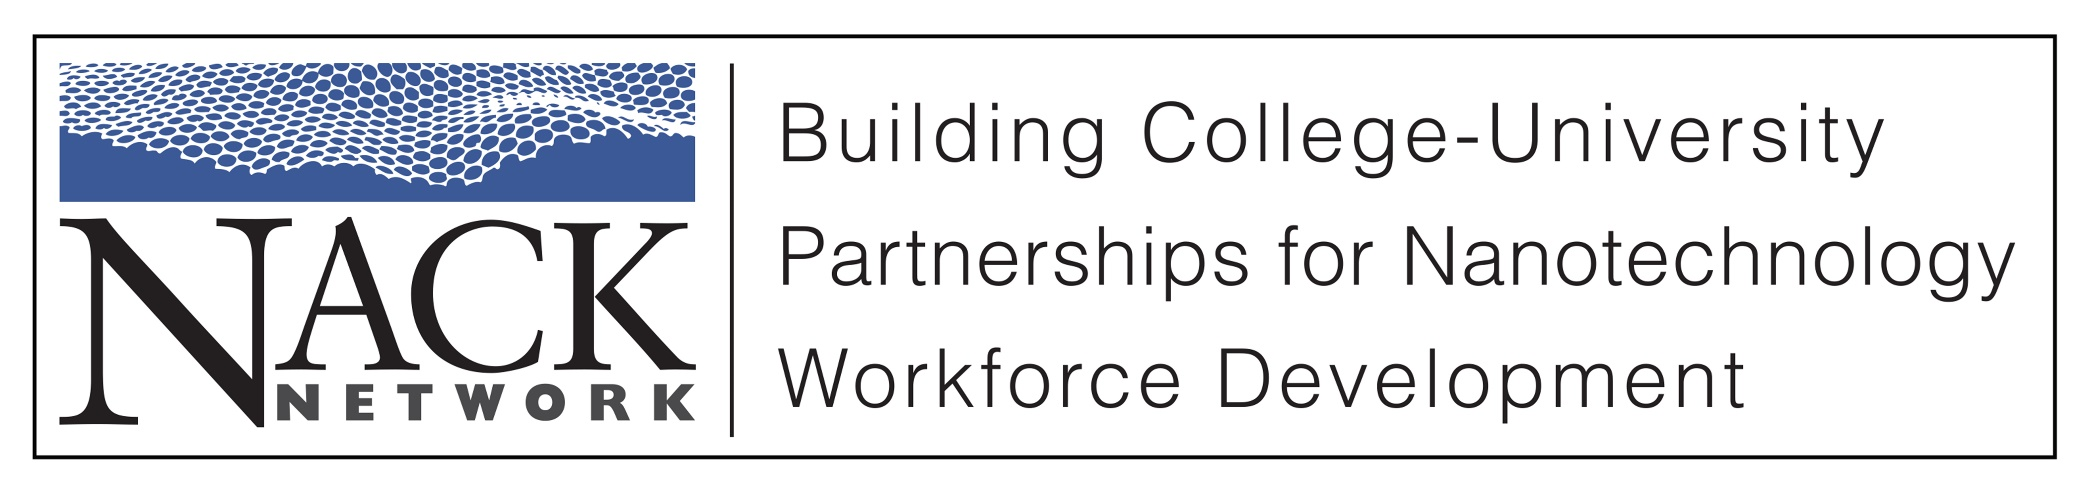 NACK
NETWORK
Building College-University
Partnerships for Nanotechnology
Workforce Development